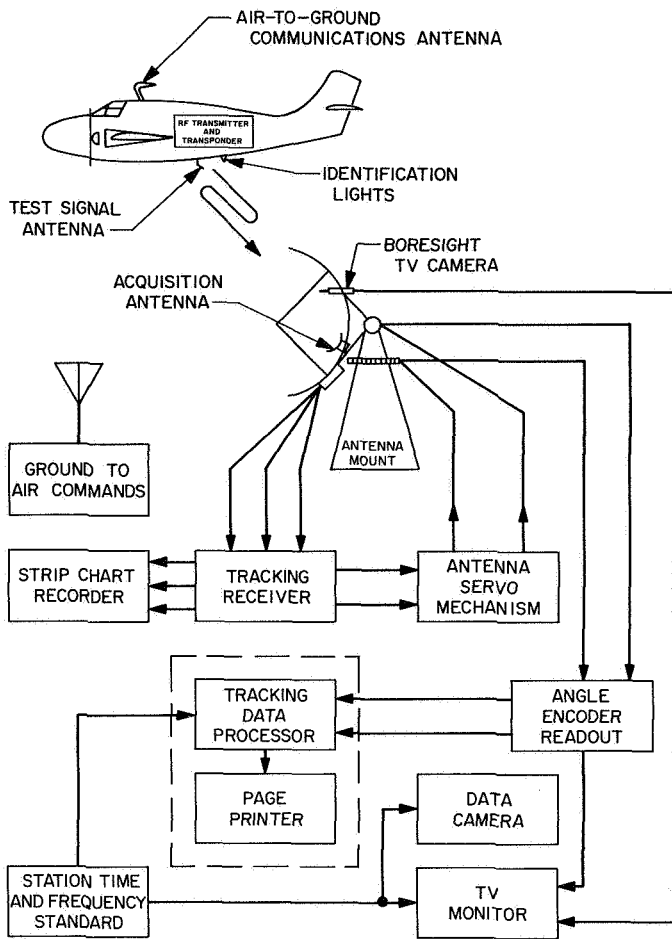 AIR-TO-GROUND
COMMUNICATIONS ANTENNA
RF TRANSMITTER
AND
TRANSPONDER
IDENTIFICATION
LIGHTS
TEST SIGNAL
ANTENNA
BORESIGHT
TV CAMERA
ACQUISITION
ANTENNA
ANTENNA
MOUNT
GROUND TO
AIR COMMANDS
STRIP CHART
RECORDER
TRACKING
RECEIVER
ANTENNA
SERVO
MECHANISM
TRACKING
DATA
PROCESSOR
ANGLE
ENCODER
READOUT
PAGE
PRINTER
DATA
CAMERA
STATION TIME
AND FREQUENCY
STANDARD
TV
MONITOR